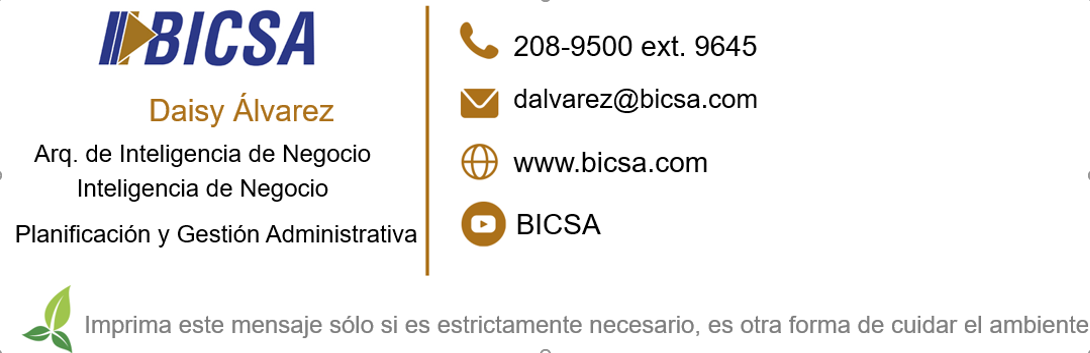 BICSA
Daisy Álvarez
Arq. de Inteligencia de Negocio
Inteligencia de Negocio
Planificación y Gestión Administrativa
208-9500 ext. 9645
dalvarez@bicsa.com
www.bicsa.com
BICSA
Imprima este mensaje sólo si es estrictamente necesario, es otra forma de cuidar el ambiente